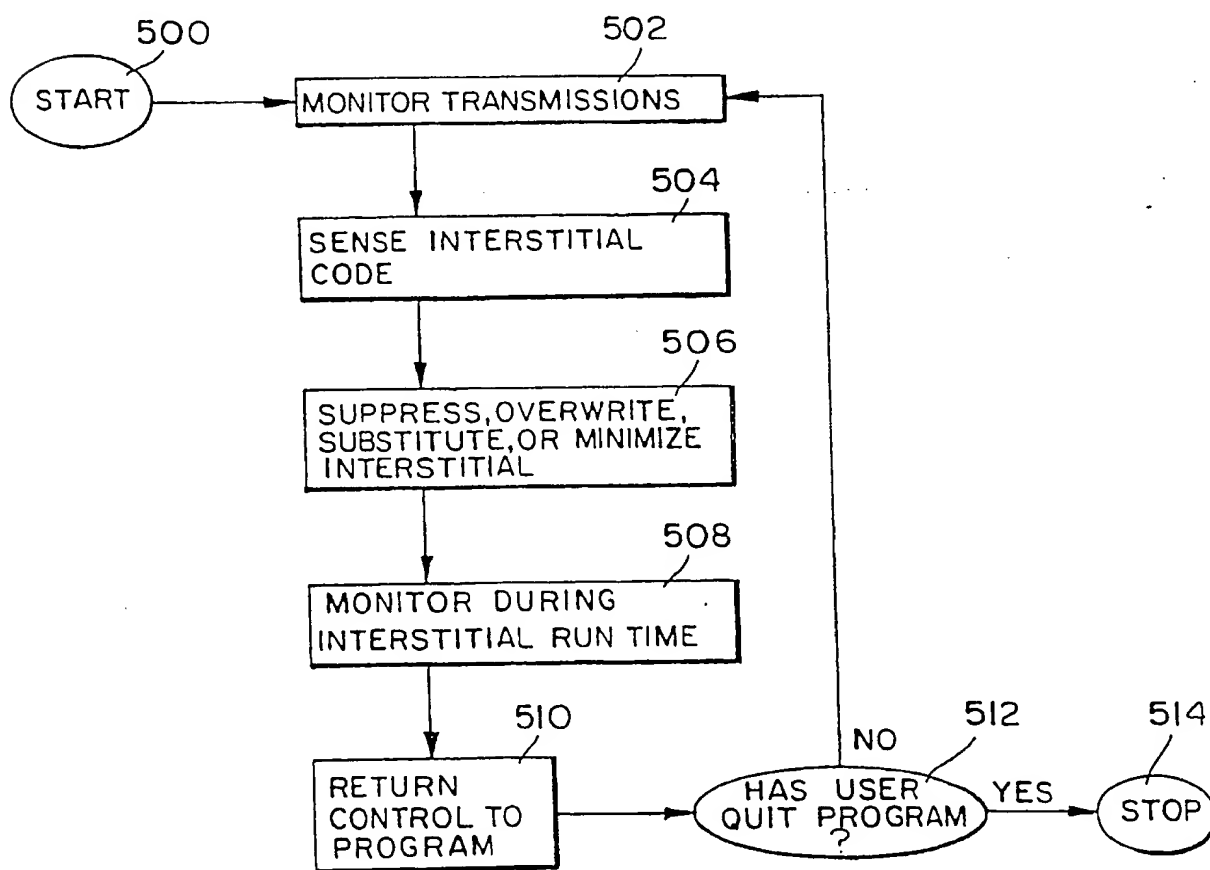 500
START
502
MONITOR TRANSMISSIONS
504
SENSE INTERSTITIAL
CODE
506
SUPPRESS, OVERWRITE,
SUBSTITUTE, OR MINIMIZE
INTERSTITIAL
508
MONITOR DURING
INTERSTITIAL RUN TIME
510
RETURN
CONTROL TO
PROGRAM
512
NO
HAS USER
QUIT PROGRAM
?
YES
514
STOP